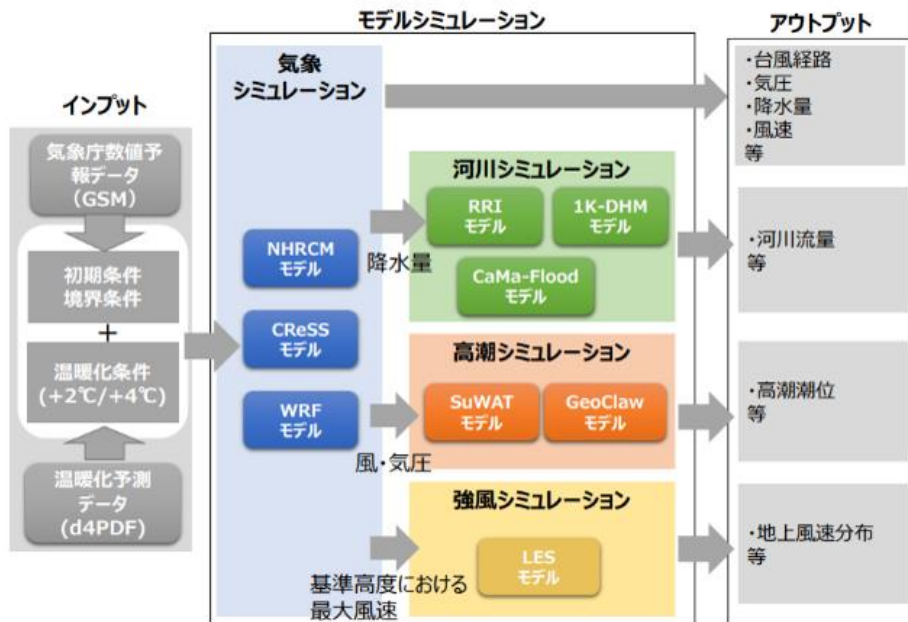 モデルシミュレーション
アウトプット
インプット
気象庁数値予
報データ
（GSM）
初期条件
境界条件
＋
温暖化条件
(+2℃/+4℃)
温暖化予測
データ
(d4PDF)
気象
シミュレーション
NHRCM
モデル
CReSS
モデル
WRF
モデル
降水量
風・気圧
基準高度における
最大風速
河川シミュレーション
RRI
モデル
1K-DHM
モデル
CaMa-Flood
モデル
高潮シミュレーション
SuWAT
モデル
GeoClaw
モデル
強風シミュレーション
LES
モデル
・台風経路
・気圧
・降水量
・風速
等
・河川流量
等
・高潮潮位
等
・地上風速分布
等